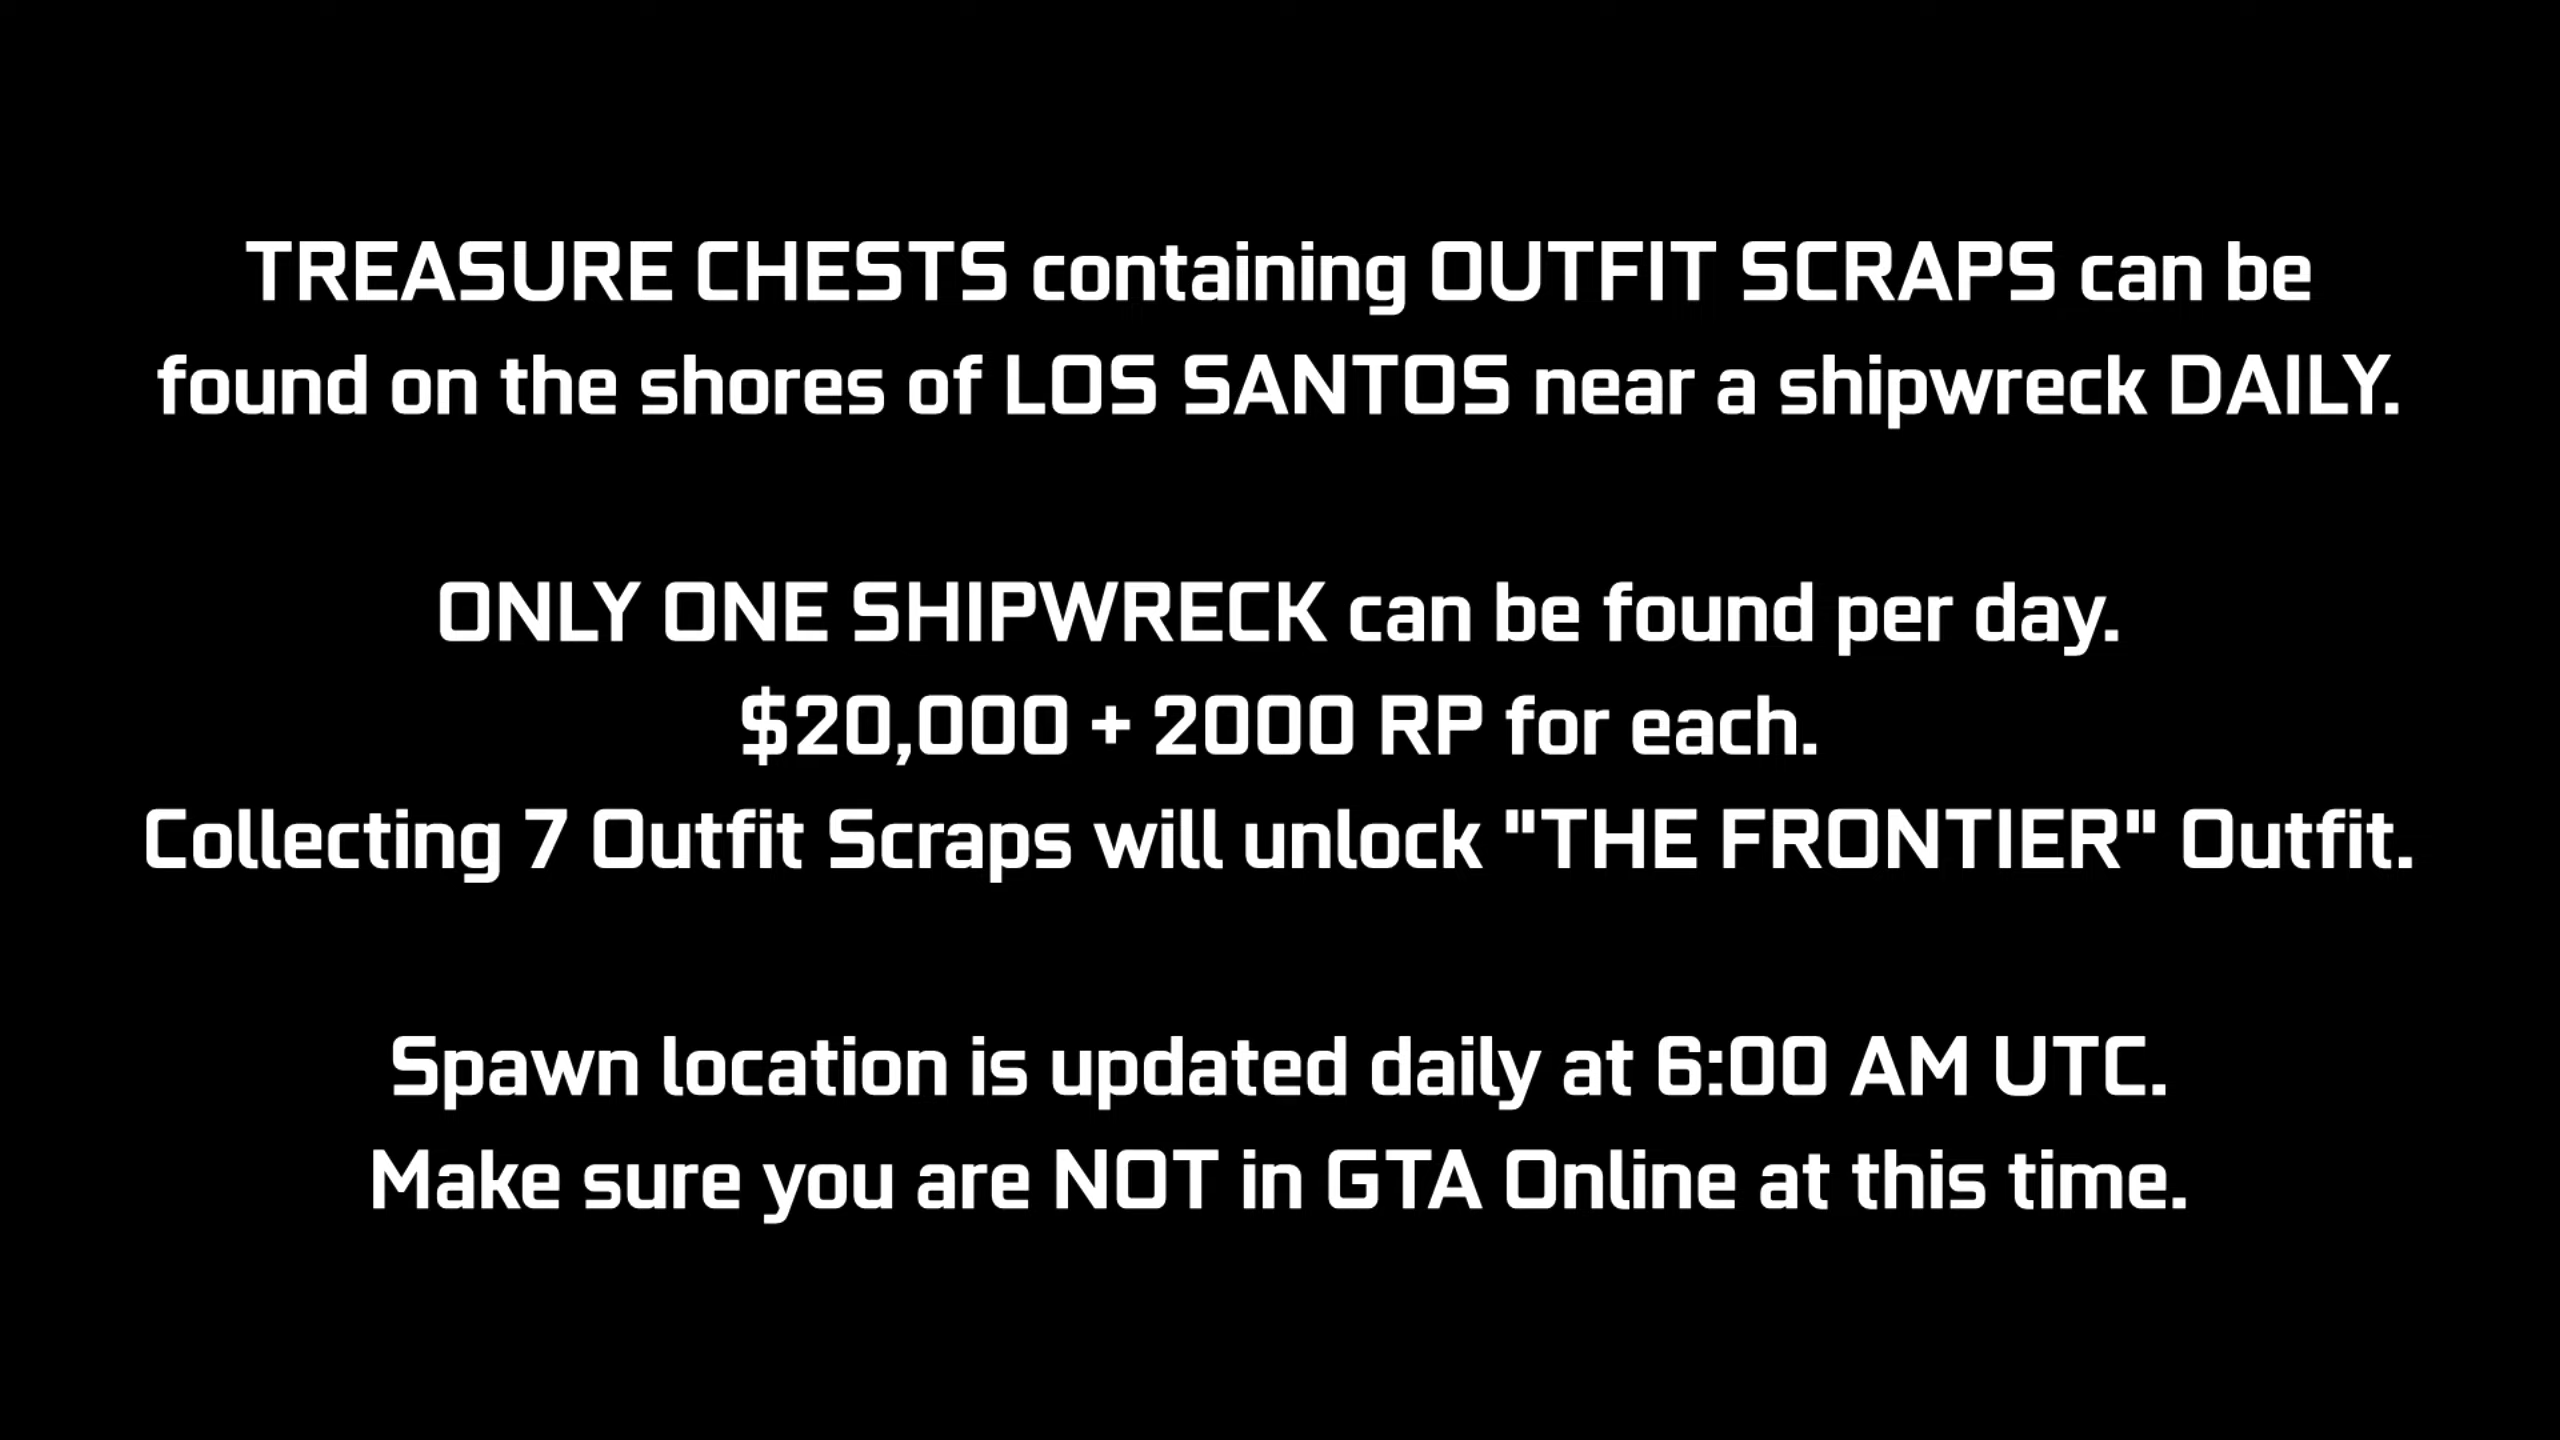 TREASURE CHESTS containing OUTFIT SCRAPS can be
found on the shores of LOS SANTOS near a shipwreck DAILY.
ONLY ONE SHIPWRECK can be found per day.
$20,000 + 2000 RP for each.
Collecting 7 Outfit Scraps will unlock "THE FRONTIER" Outfit.
Spawn location is updated daily at 6:00 AM UTC.
Make sure you are NOT in GTA Online at this time.